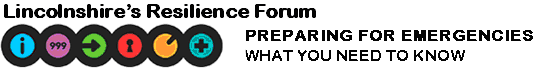 Lincolnshire's Resilience Forum
i 999
PREPARING FOR EMERGENCIES
WHAT YOU NEED TO KNOW